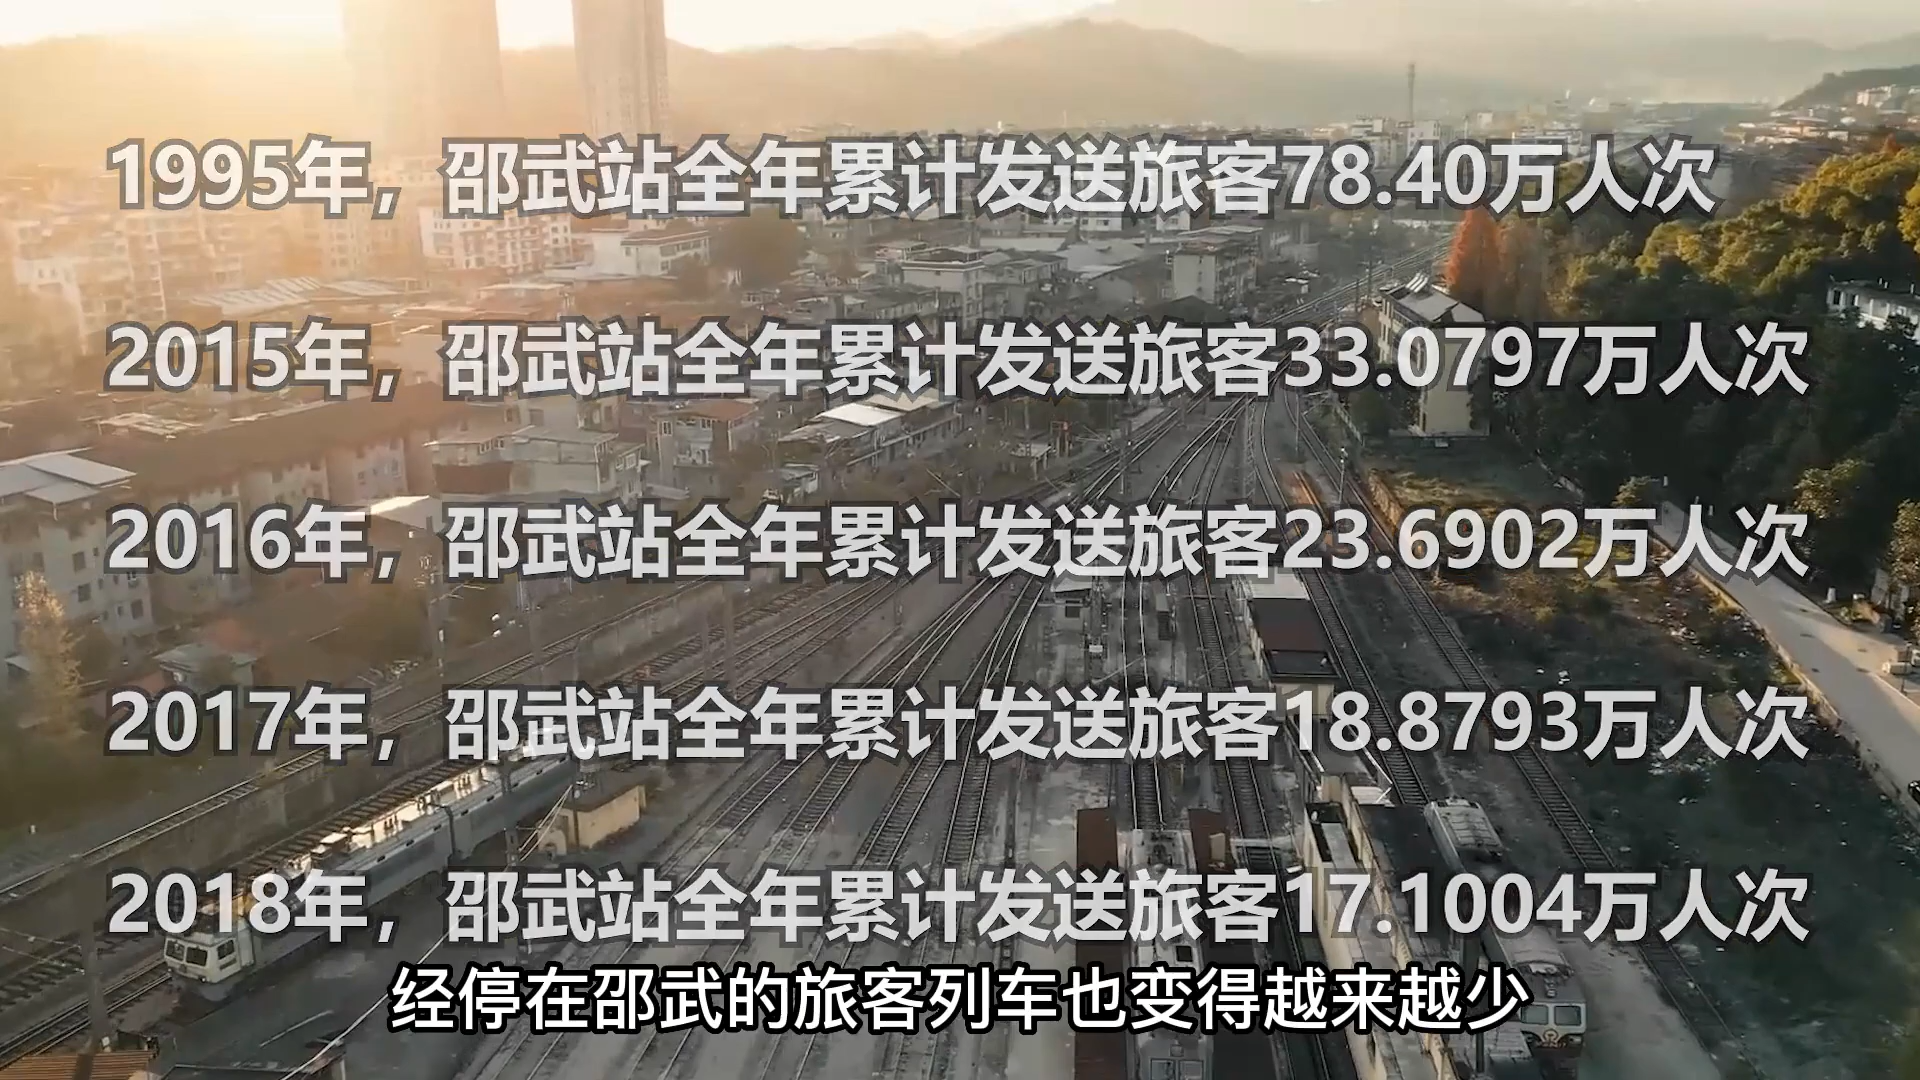 1995年，邵武站全年累计发送旅客78.40万人次
2015年，邵武站全年累计发送旅客33.0797万人次
2016年，邵武站全年累计发送旅客23.6902万人次
2017年，邵武站全年累计发送旅客18.8793万人次
2018年，邵武站全年累计发送旅客17.1004万人次
经停在邵武的旅客列车也变得越来越少